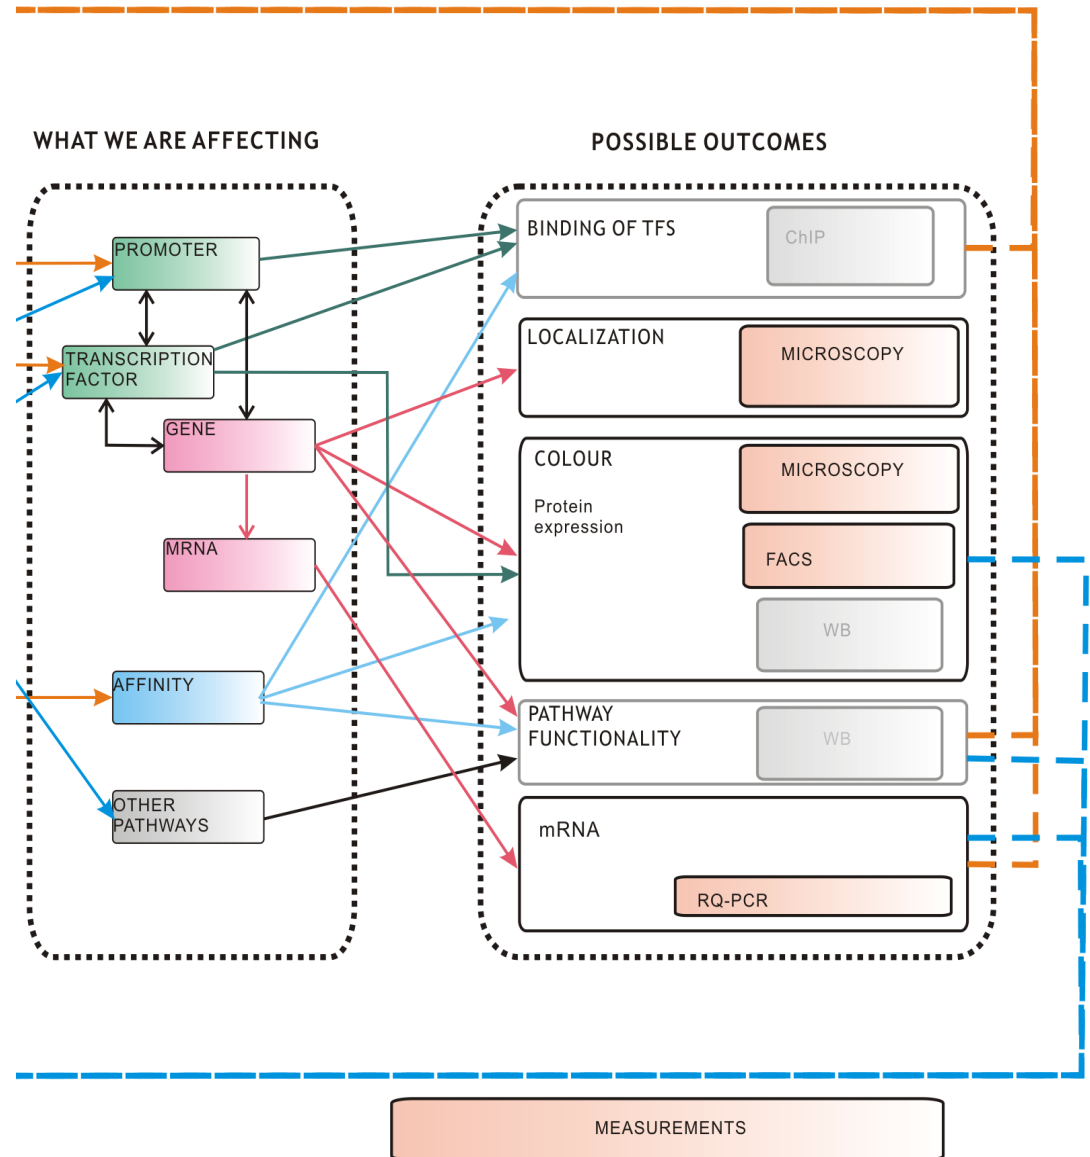 WHAT WE ARE AFFECTING
POSSIBLE OUTCOMES
PROMOTER
TRANSCRIPTION
FACTOR
GENE
MRNA
AFFINITY
OTHER
PATHWAYS
BINDING OF TFS
ChIP
LOCALIZATION
MICROSCOPY
COLOUR
Protein
expression
MICROSCOPY
FACS
WB
PATHWAY
FUNCTIONALITY
WB
mRNA
RQ-PCR
MEASUREMENTS